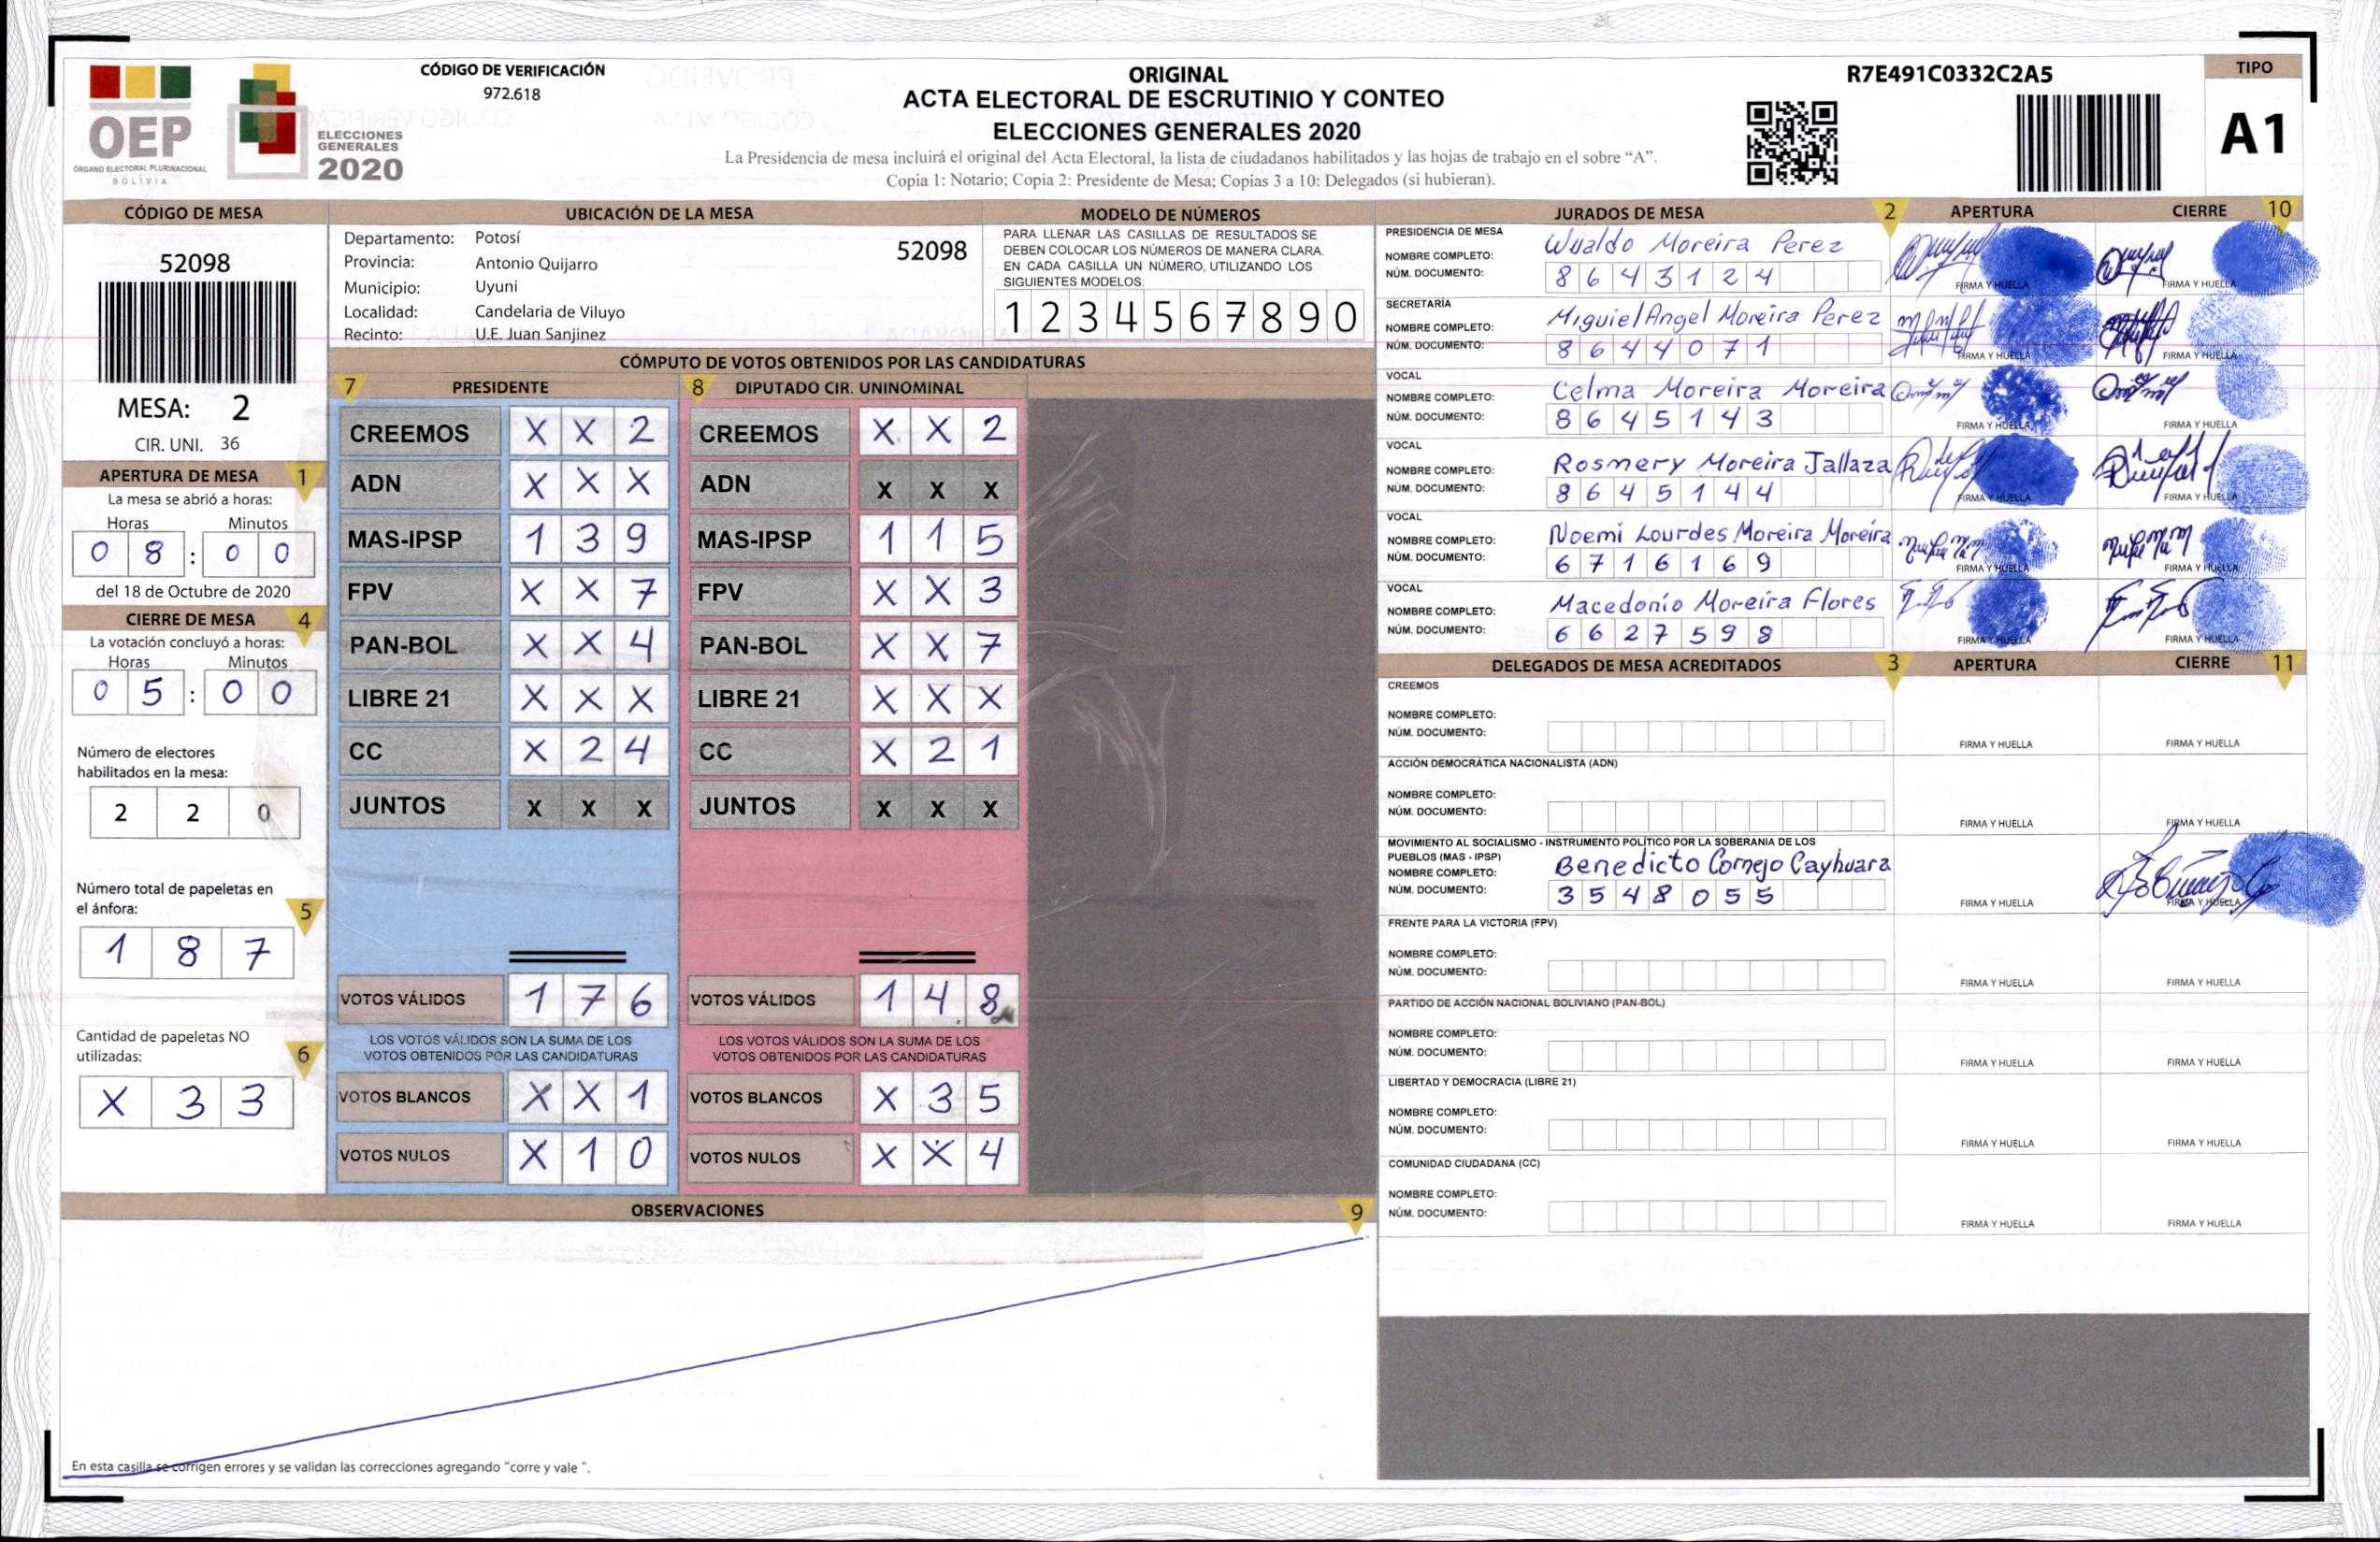 OEP
ÓRGANO ELECTORAL PLURINACIONAL
BOLIVIA
ELECCIONES
GENERALES
2020
CÓDIGO DE VERIFICACIÓN
972.618
ORIGINAL
ACTA ELECTORAL DE ESCRUTINIO Y CONTEO
ELECCIONES GENERALES 2020
La Presidencia de mesa incluirá el original del Acta Electoral, la lista de ciudadanos habilitados y las hojas de trabajo en el sobre “A”.
Copia 1: Notario; Copia 2: Presidente de Mesa; Copias 3 a 10: Delegados (si hubieran).
R7E491C0332C2A5
TIPO
A1
CÓDIGO DE MESA
52098
MESA: 2
CIR. UNI. 36
APERTURA DE MESA 1
La mesa se abrió a horas:
Horas Minutos
0 8 : 0 0
del 18 de Octubre de 2020
CIERRE DE MESA 4
La votación concluyó a horas:
Horas Minutos
0 5 : 0 0
Número de electores
habilitados en la mesa:
2 2 0
Número total de papeletas en
el ánfora: 5
1 8 7
Cantidad de papeletas NO
utilizadas: 6
X 3 3
UBICACIÓN DE LA MESA
Departamento: Potosí 52098
Provincia: Antonio Quijarro
Municipio: Uyuni
Localidad: Candelaria de Viluyo
Recinto: U.E. Juan Sanjinez
MODELO DE NÚMEROS
PARA LLENAR LAS CASILLAS DE RESULTADOS SE
DEBEN COLOCAR LOS NÚMEROS DE MANERA CLARA.
EN CADA CASILLA UN NÚMERO, UTILIZANDO LOS
SIGUIENTES MODELOS:
1 2 3 4 5 6 7 8 9 0
CÓMPUTO DE VOTOS OBTENIDOS POR LAS CANDIDATURAS
7 PRESIDENTE 8 DIPUTADO CIR. UNINOMINAL
CREEMOS X X 2 CREEMOS X X 2
ADN X X X ADN X X X
MAS-IPSP 1 3 9 MAS-IPSP 1 1 5
FPV X X 7 FPV X X 3
PAN-BOL X X 4 PAN-BOL X X 7
LIBRE 21 X X X LIBRE 21 X X X
CC X 2 4 CC X 2 1
JUNTOS X X X JUNTOS X X X
VOTOS VÁLIDOS 1 7 6 VOTOS VÁLIDOS 1 4 8
LOS VOTOS VÁLIDOS SON LA SUMA DE LOS LOS VOTOS VÁLIDOS SON LA SUMA DE LOS
VOTOS OBTENIDOS POR LAS CANDIDATURAS VOTOS OBTENIDOS POR LAS CANDIDATURAS
VOTOS BLANCOS X X 1 VOTOS BLANCOS X 3 5
VOTOS NULOS X 1 0 VOTOS NULOS X X 4
OBSERVACIONES 9
En esta casilla se corrigen errores y se validan las correcciones agregando "corre y vale ".
JURADOS DE MESA 2 APERTURA CIERRE 10
PRESIDENCIA DE MESA
NOMBRE COMPLETO: Wualdo Moreira Perez
NÚM. DOCUMENTO: 8 6 4 3 1 2 4
FIRMA Y HUELLA FIRMA Y HUELLA
SECRETARÍA
NOMBRE COMPLETO: Miguiel Angel Moreira Perez
NÚM. DOCUMENTO: 8 6 4 4 0 7 1
FIRMA Y HUELLA FIRMA Y HUELLA
VOCAL
NOMBRE COMPLETO: Celma Moreira Moreira
NÚM. DOCUMENTO: 8 6 4 5 1 4 3
FIRMA Y HUELLA FIRMA Y HUELLA
VOCAL
NOMBRE COMPLETO: Rosmery Moreira Jallaza
NÚM. DOCUMENTO: 8 6 4 5 1 4 4
FIRMA Y HUELLA FIRMA Y HUELLA
VOCAL
NOMBRE COMPLETO: Noemi Lourdes Moreira Moreira
NÚM. DOCUMENTO: 6 7 1 6 1 6 9
FIRMA Y HUELLA FIRMA Y HUELLA
VOCAL
NOMBRE COMPLETO: Macedonio Moreira Flores
NÚM. DOCUMENTO: 6 6 2 7 5 9 8
FIRMA Y HUELLA FIRMA Y HUELLA
DELEGADOS DE MESA ACREDITADOS 3 APERTURA CIERRE 11
CREEMOS
NOMBRE COMPLETO:
NÚM. DOCUMENTO:
FIRMA Y HUELLA FIRMA Y HUELLA
ACCIÓN DEMOCRÁTICA NACIONALISTA (ADN)
NOMBRE COMPLETO:
NÚM. DOCUMENTO:
FIRMA Y HUELLA FIRMA Y HUELLA
MOVIMIENTO AL SOCIALISMO - INSTRUMENTO POLÍTICO POR LA SOBERANIA DE LOS
PUEBLOS (MAS - IPSP)
NOMBRE COMPLETO: Benedicto Cornejo Cayhuara
NÚM. DOCUMENTO: 3 5 4 8 0 5 5
FIRMA Y HUELLA FIRMA Y HUELLA
FRENTE PARA LA VICTORIA (FPV)
NOMBRE COMPLETO:
NÚM. DOCUMENTO:
FIRMA Y HUELLA FIRMA Y HUELLA
PARTIDO DE ACCIÓN NACIONAL BOLIVIANO (PAN-BOL)
NOMBRE COMPLETO:
NÚM. DOCUMENTO:
FIRMA Y HUELLA FIRMA Y HUELLA
LIBERTAD Y DEMOCRACIA (LIBRE 21)
NOMBRE COMPLETO:
NÚM. DOCUMENTO:
FIRMA Y HUELLA FIRMA Y HUELLA
COMUNIDAD CIUDADANA (CC)
NOMBRE COMPLETO:
NÚM. DOCUMENTO:
FIRMA Y HUELLA FIRMA Y HUELLA